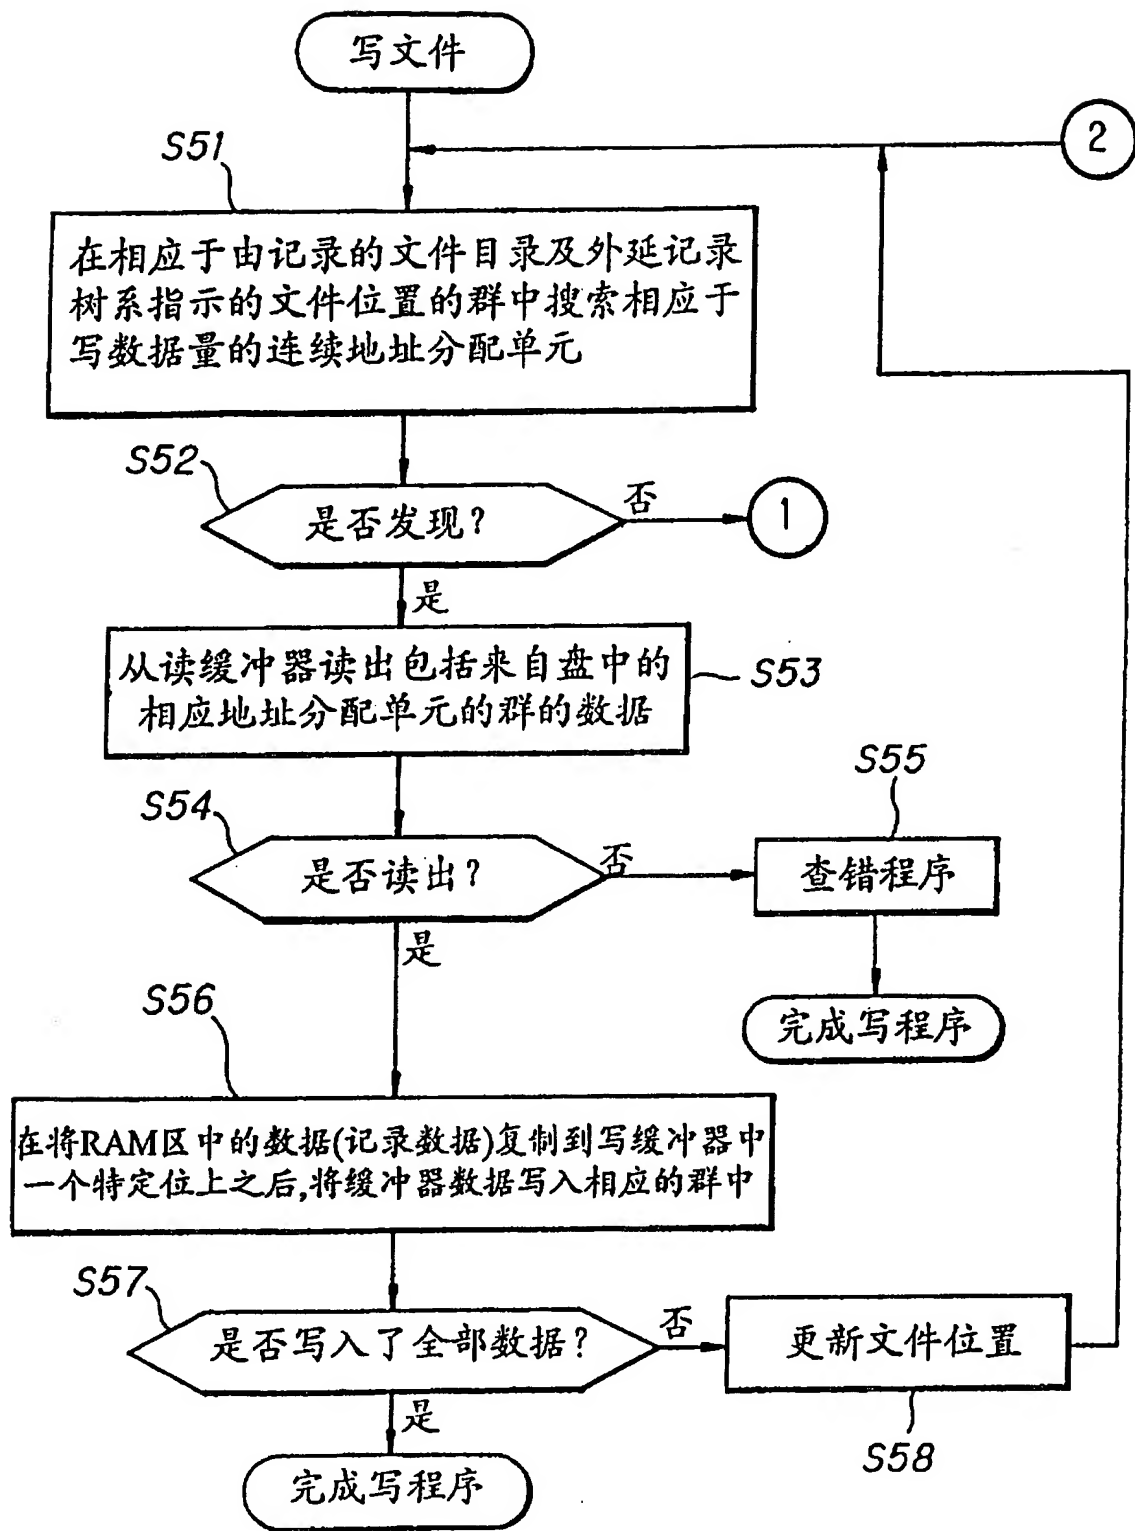 写文件
2
S51
在相应于由记录的文件目录及外延记录
树系指示的文件位置的群中搜索相应于
写数据量的连续地址分配单元
S52
是否发现?
否
1
是
从读缓冲器读出包括来自盘中的
相应地址分配单元的群的数据
S53
S54
是否读出?
否
S55
查错程序
是
完成写程序
S56
在将RAM区中的数据(记录数据)复制到写缓冲器中
一个特定位上之后,将缓冲器数据写入相应的群中
S57
是否写入了全部数据?
否
更新文件位置
S58
是
完成写程序